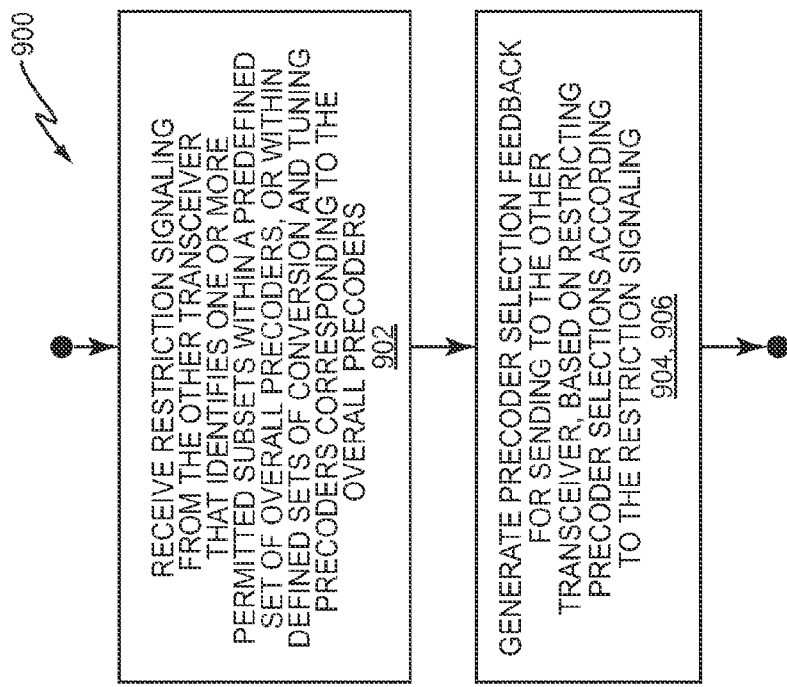 900
RECEIVE RESTRICTION SIGNALING
FROM THE OTHER TRANSCEIVER
THAT IDENTIFIES ONE OR MORE
PERMITTED SUBSETS WITHIN A PREDEFINED
SET OF OVERALL PRECODERS, OR WITHIN
DEFINED SETS OF CONVERSION AND TUNING
PRECODERS CORRESPONDING TO THE
OVERALL PRECODERS
902
GENERATE PRECODER SELECTION FEEDBACK
FOR SENDING TO THE OTHER
TRANSCEIVER, BASED ON RESTRICTING
PRECODER SELECTIONS ACCORDING
TO THE RESTRICTION SIGNALING
904, 906